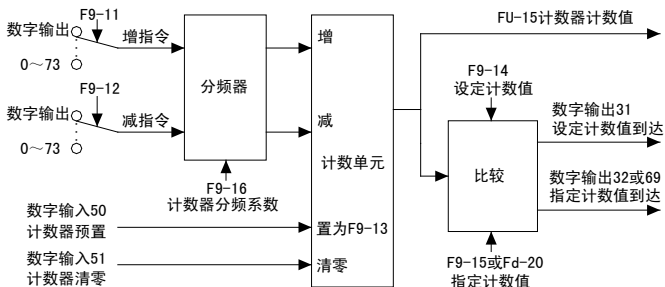 F9-11
数字输出
0～73
增指令
F9-12
数字输出
0～73
减指令
分频器
F9-16
计数器分频系数
数字输入50
计数器预置
数字输入51
计数器清零
增
减
计数单元
置为F9-13
清零
FU-15计数器计数值
F9-14
设定计数值
比较
F9-15或Fd-20
指定计数值
数字输出31
设定计数值到达
数字输出32或69
指定计数值到达